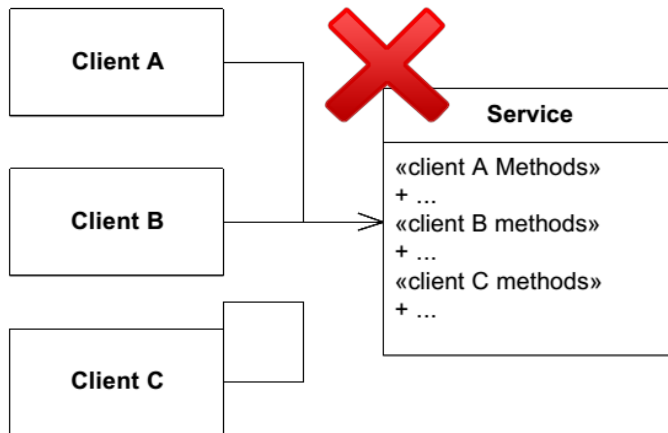 Client A
Service
«client A Methods»
+ ...
Client B
«client B methods»
+ ...
«client C methods»
+ ...
Client C